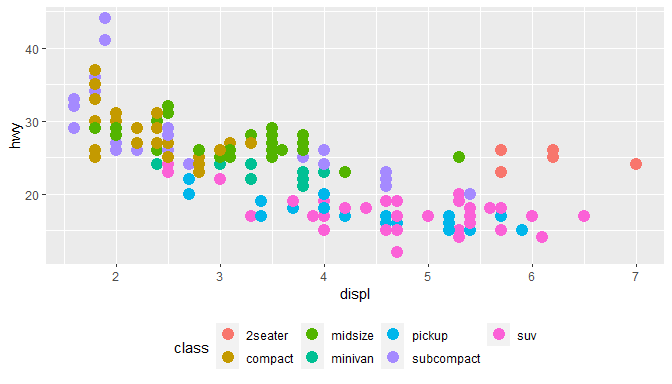 40
30
20
hwy
2 3 4 5 6 7
displ
class
2seater midsize pickup suv
compact minivan subcompact